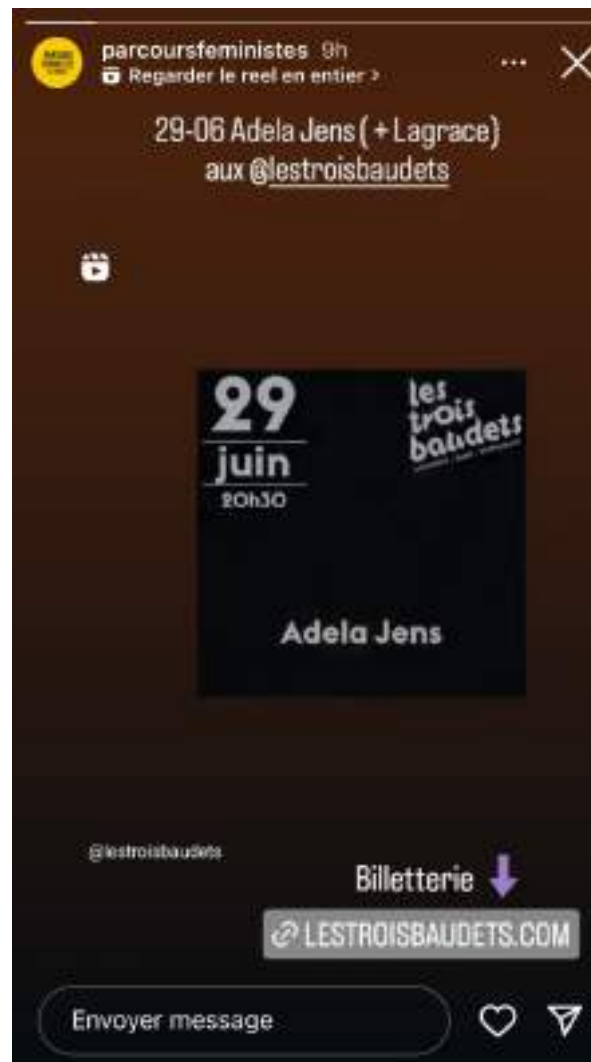 parcoursfeministes 9h
Regarder le reel en entier >
29-06 Adela Jens ( + Lagrace)
aux @lestroisbaudets
29
juin
20h30
les
trois
baudets
Adela Jens
@lestroisbaudets
Billetterie
LESTROISBAUDETS.COM
Envoyer message